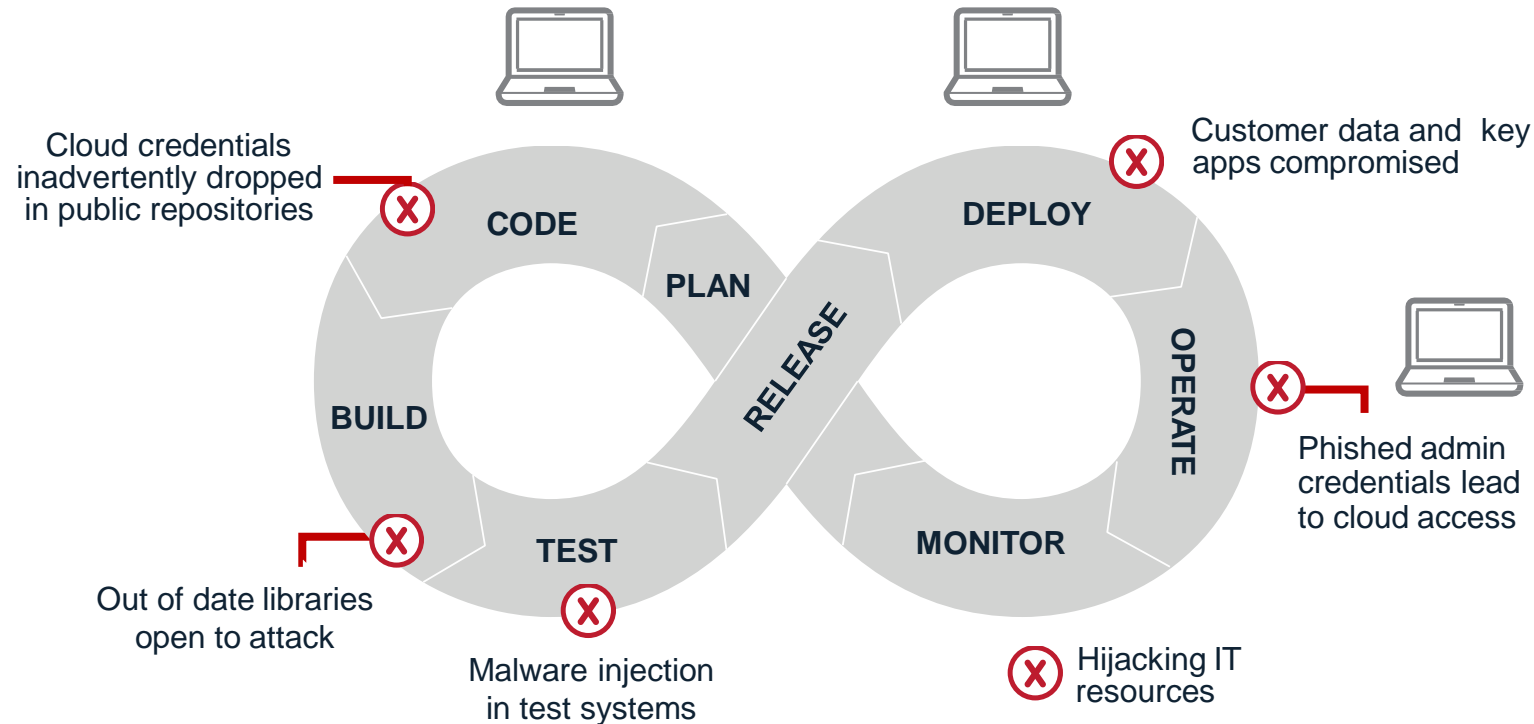 Cloud credentials
inadvertently dropped
in public repositories
Customer data and key
apps compromised
CODE
DEPLOY
PLAN
RELEASE
OPERATE
BUILD
Phished admin
credentials lead
to cloud access
TEST
MONITOR
Out of date libraries
open to attack
Malware injection
in test systems
Hijacking IT
resources